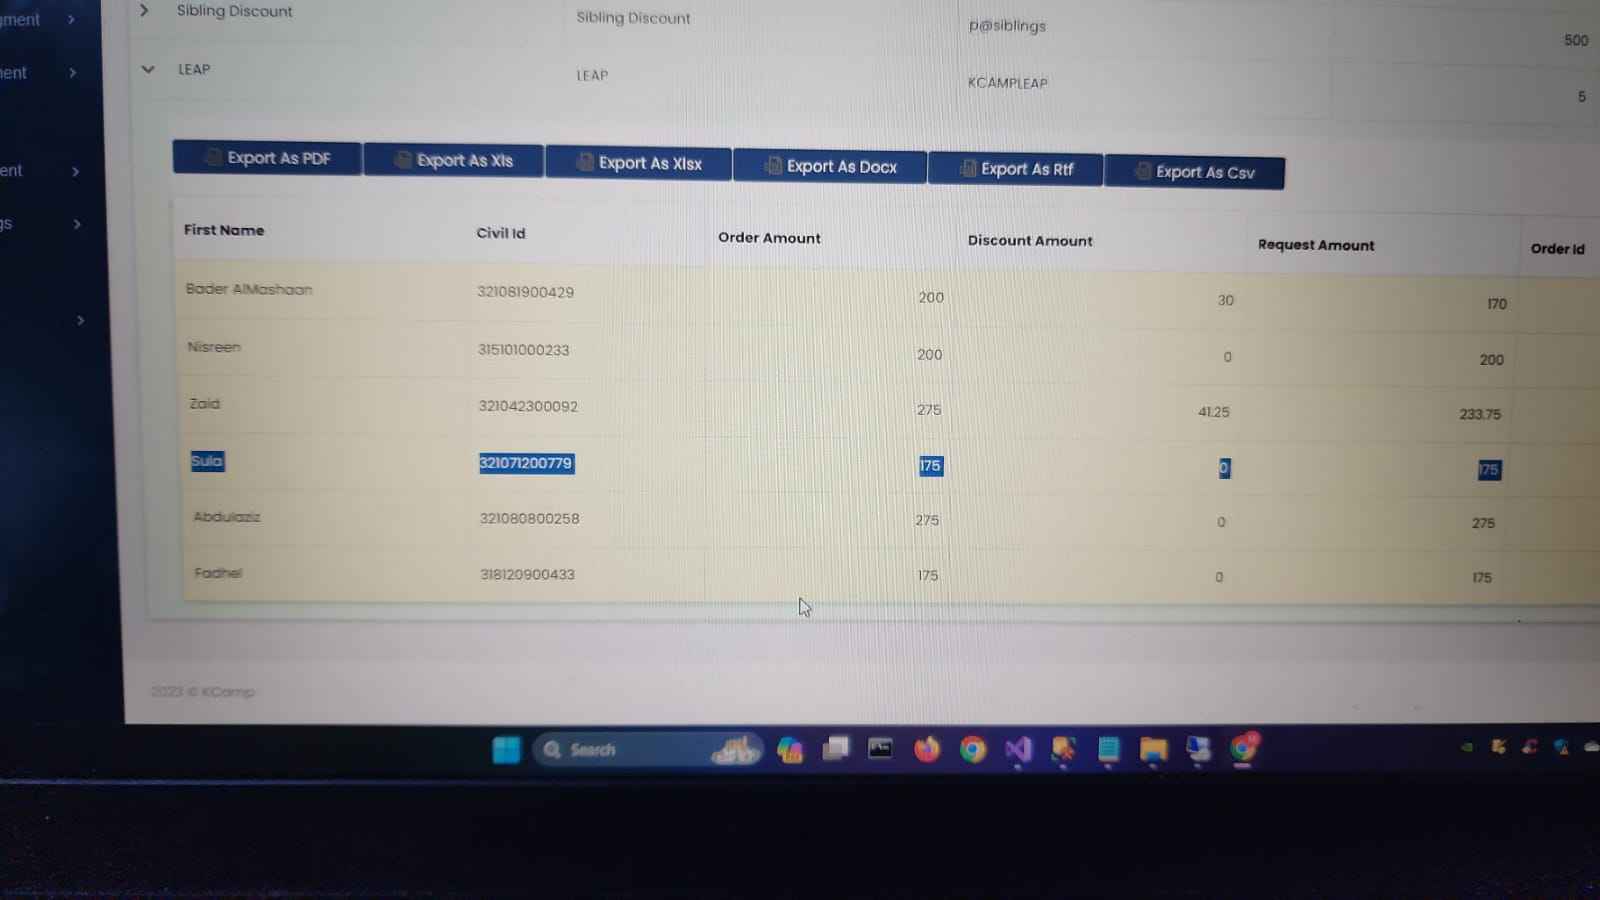 gment
Sibling Discount Sibling Discount p@siblings 500
ent LEAP LEAP KCAMPLEAP 5
ent
gs
Export As PDF Export As Xls Export As Xlsx Export As Docx Export As Rtf Export As Csv
First Name Civil Id Order Amount Discount Amount Request Amount Order Id
Bader AlMashaan 321081900429 200 30 170
Nisreen 315101000233 200 0 200
Zaid 321042300092 275 41.25 233.75
Sula 321071200779 175 0 175
Abdulaziz 321080800258 275 0 275
Fadhel 318120900433 175 0 175
2023 © KCamp
Search